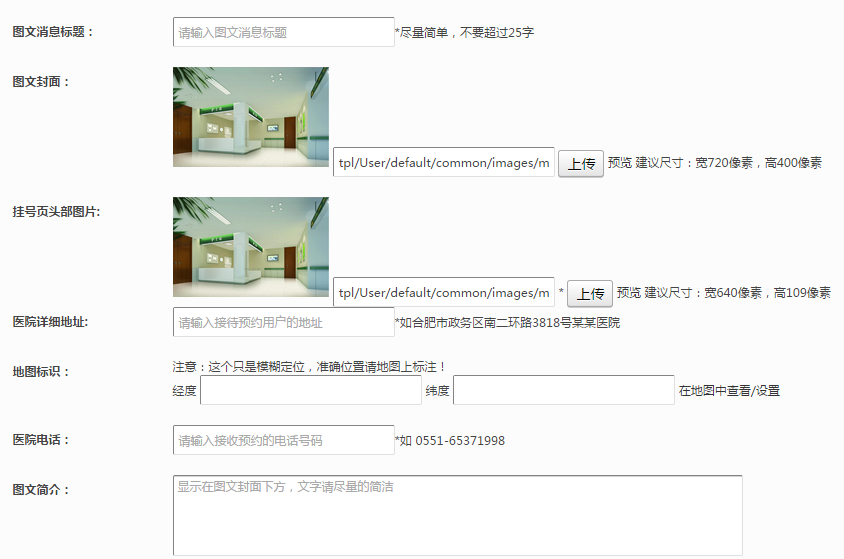 图文消息标题： 请输入图文消息标题 *尽量简单，不要超过25字
图文封面：
tpl/User/default/common/images/m 上传 预览 建议尺寸：宽720像素，高400像素
挂号页头部图片:
tpl/User/default/common/images/m * 上传 预览 建议尺寸：宽640像素，高109像素
医院详细地址: 请输入接待预约用户的地址 *如合肥市政务区南二环路3818号某某医院
地图标识： 注意：这个只是模糊定位，准确位置请地图上标注！
经度 纬度 在地图中查看/设置
医院电话： 请输入接收预约的电话号码 *如 0551-65371998
图文简介： 显示在图文封面下方，文字请尽量的简洁